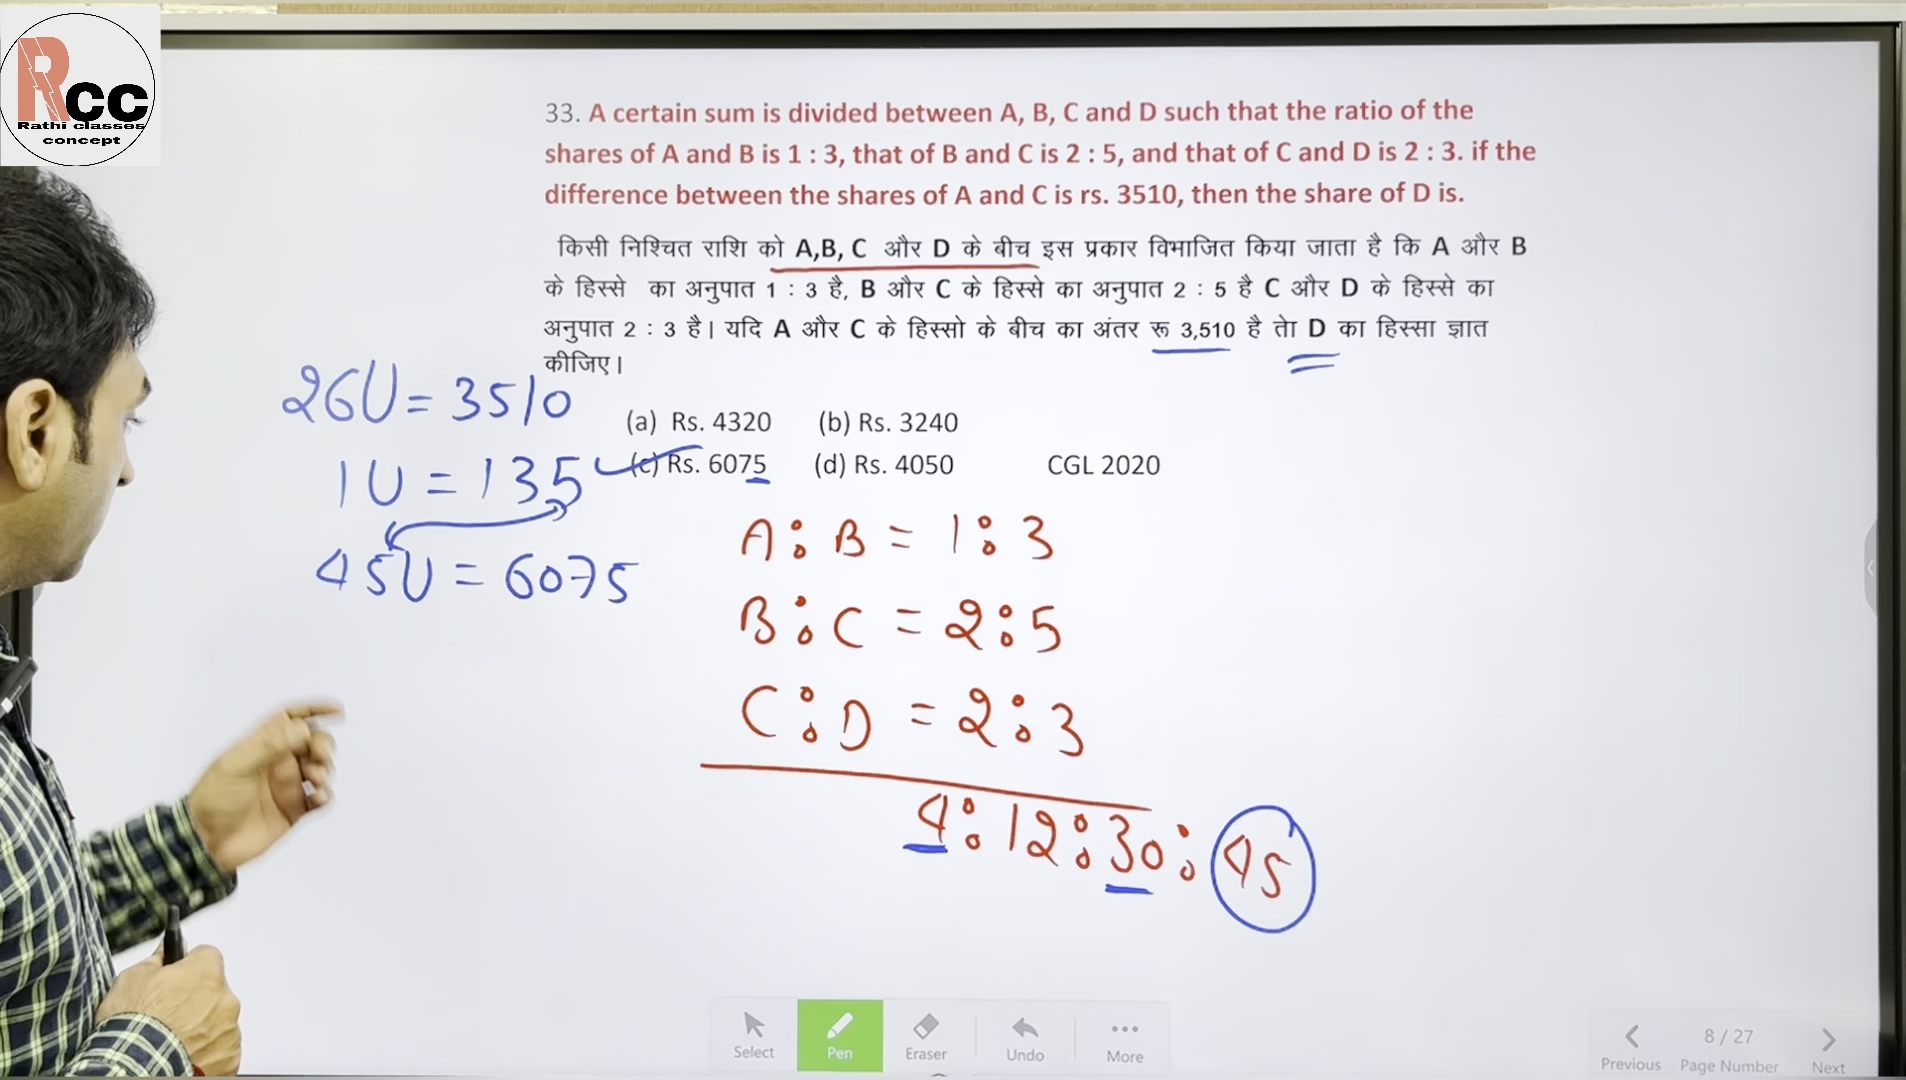 Rcc
Rathi classes
concept
33. A certain sum is divided between A, B, C and D such that the ratio of the
shares of A and B is 1 : 3, that of B and C is 2 : 5, and that of C and D is 2 : 3. if the
difference between the shares of A and C is rs. 3510, then the share of D is.
किसी निश्चित राशि को A,B, C और D के बीच इस प्रकार विभाजित किया जाता है कि A और B
के हिस्से का अनुपात 1 : 3 है, B और C के हिस्से का अनुपात 2 : 5 है C और D के हिस्से का
अनुपात 2 : 3 है। यदि A और C के हिस्सो के बीच का अंतर रू 3,510 है तेा D का हिस्सा ज्ञात
कीजिए।
(a) Rs. 4320 (b) Rs. 3240
(c) Rs. 6075 (d) Rs. 4050 CGL 2020
26U = 3510
1U = 135
45U = 6075
A : B = 1 : 3
B : C = 2 : 5
C : D = 2 : 3
4 : 12 : 30 : 45
Select Pen Eraser Undo More
8 / 27
Previous Page Number Next